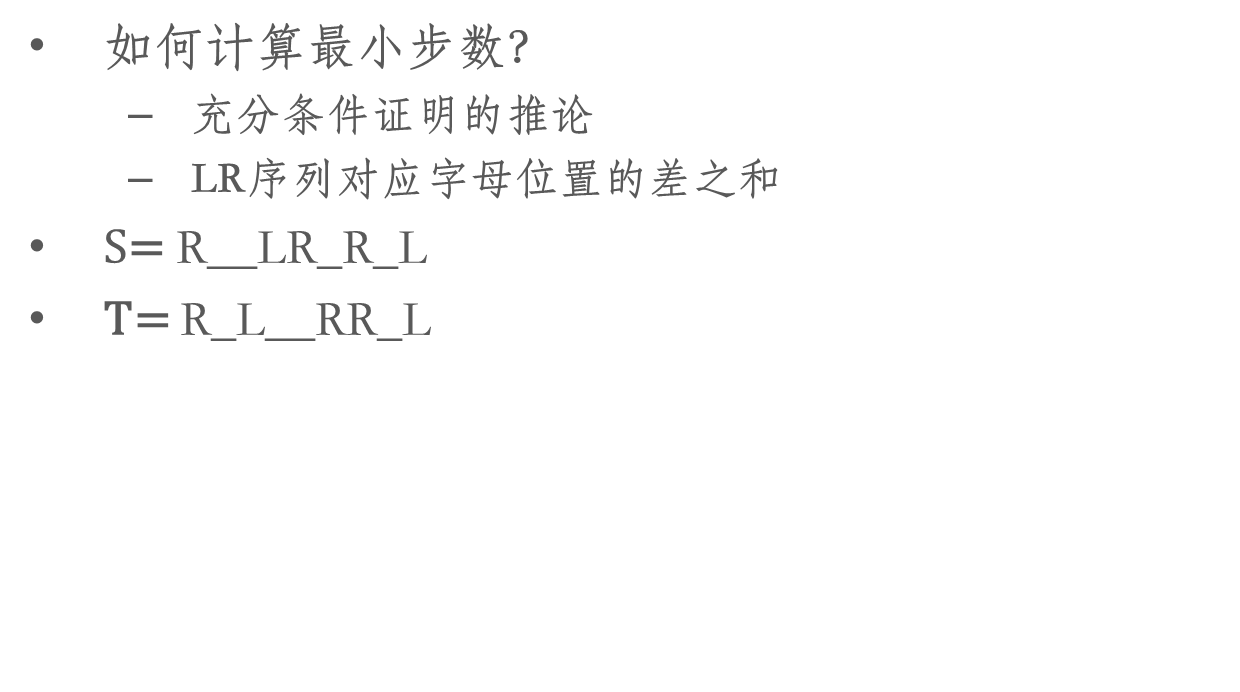 • 如何计算最小步数?
– 充分条件证明的推论
– LR序列对应字母位置的差之和
• S= R__LR_R_L
• T= R_L__RR_L